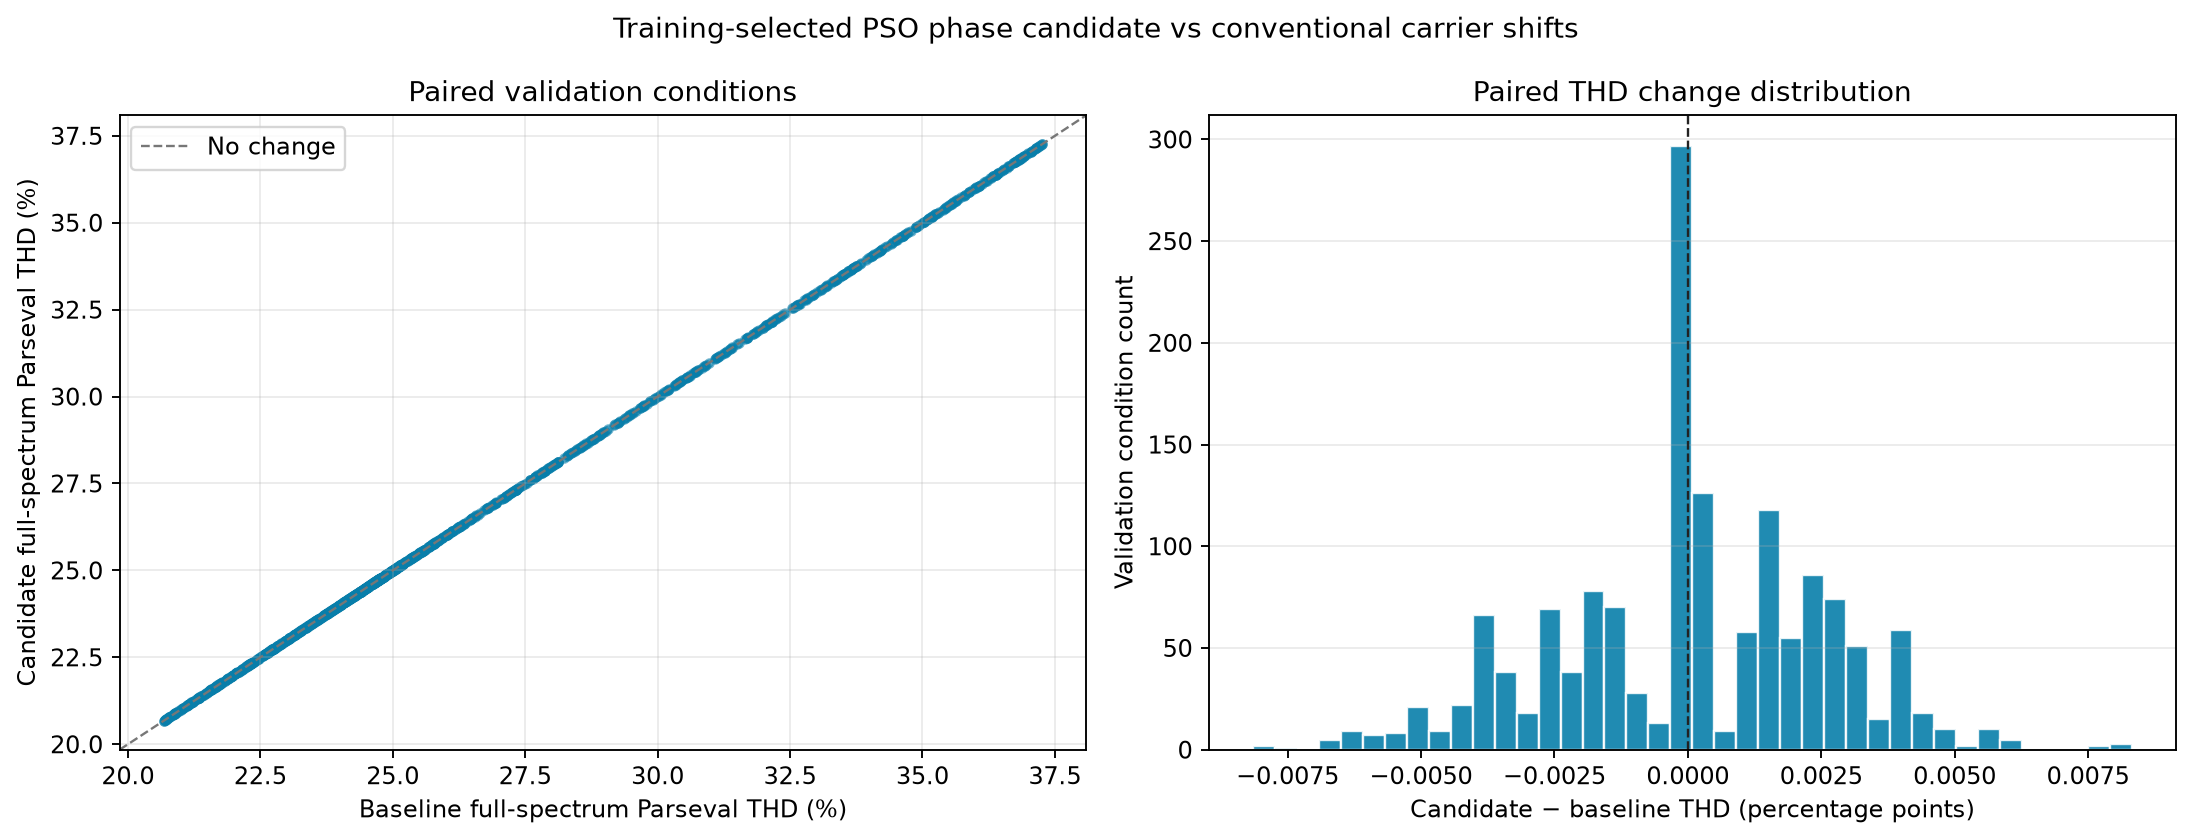 Training-selected PSO phase candidate vs conventional carrier shifts
Paired validation conditions
No change
Candidate full-spectrum Parseval THD (%)
37.5
35.0
32.5
30.0
27.5
25.0
22.5
20.0
20.0 22.5 25.0 27.5 30.0 32.5 35.0 37.5
Baseline full-spectrum Parseval THD (%)
Paired THD change distribution
Validation condition count
300
250
200
150
100
50
0
−0.0075 −0.0050 −0.0025 0.0000 0.0025 0.0050 0.0075
Candidate − baseline THD (percentage points)